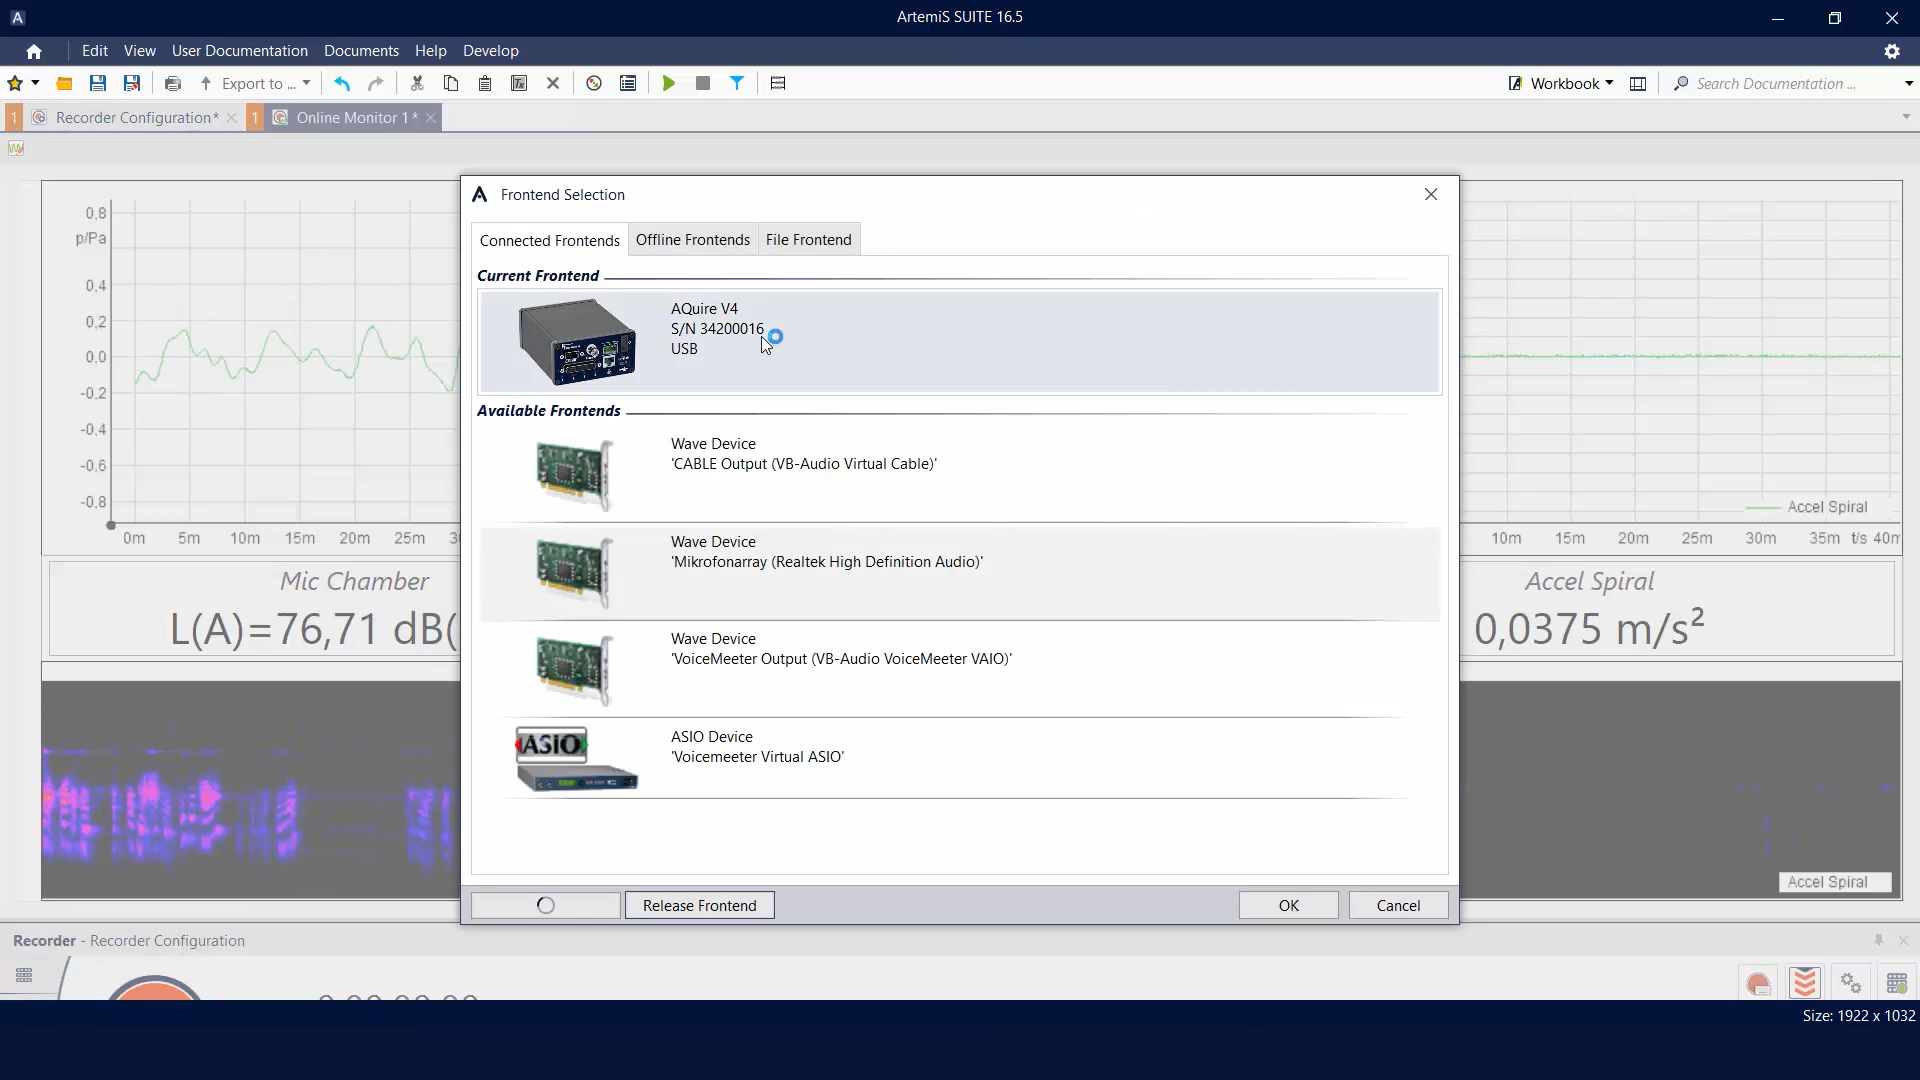 ArtemiS SUITE 16.5
Edit View User Documentation Documents Help Develop
Export to ... Workbook Search Documentation ...
1 Recorder Configuration* 1 Online Monitor 1*
Frontend Selection
Connected Frontends Offline Frontends File Frontend
Current Frontend
AQuire V4
S/N 34200016
USB
Available Frontends
Wave Device
'CABLE Output (VB-Audio Virtual Cable)'
Wave Device
'Mikrofonarray (Realtek High Definition Audio)'
Wave Device
'VoiceMeeter Output (VB-Audio VoiceMeeter VAIO)'
ASIO
ASIO Device
'Voicemeeter Virtual ASIO'
Release Frontend OK Cancel
0,8
p/Pa
0,4
0,2
0,0
-0,2
-0,4
-0,6
-0,8
0m 5m 10m 15m 20m 25m
Mic Chamber
L(A)=76,71 dB(
Accel Spiral
10m 15m 20m 25m 30m 35m t/s 40m
Accel Spiral
0,0375 m/s²
Accel Spiral
Recorder - Recorder Configuration
Size: 1922 x 1032